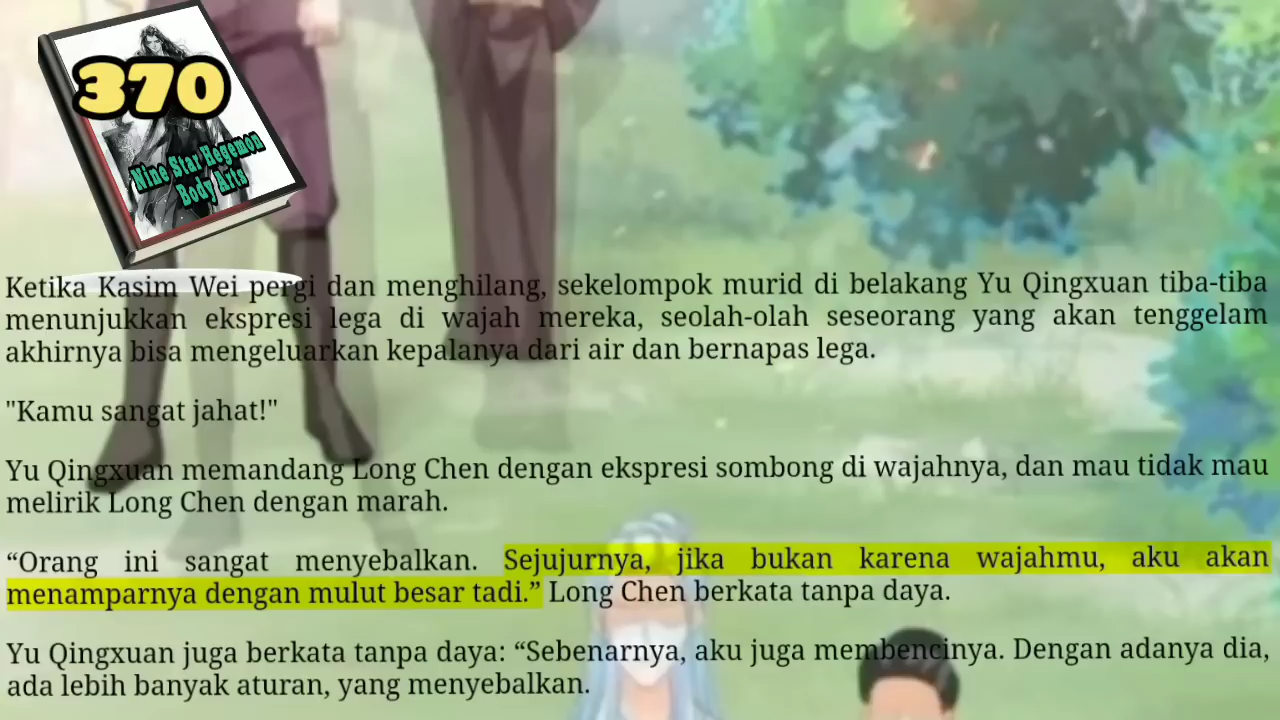 370
Nine Star Hegemon
Body Arts
Ketika Kasim Wei pergi dan menghilang, sekelompok murid di belakang Yu Qingxuan tiba-tiba
menunjukkan ekspresi lega di wajah mereka, seolah-olah seseorang yang akan tenggelam
akhirnya bisa mengeluarkan kepalanya dari air dan bernapas lega.
"Kamu sangat jahat!"
Yu Qingxuan memandang Long Chen dengan ekspresi sombong di wajahnya, dan mau tidak mau
melirik Long Chen dengan marah.
“Orang ini sangat menyebalkan. Sejujurnya, jika bukan karena wajahmu, aku akan
menamparnya dengan mulut besar tadi.” Long Chen berkata tanpa daya.
Yu Qingxuan juga berkata tanpa daya: “Sebenarnya, aku juga membencinya. Dengan adanya dia,
ada lebih banyak aturan, yang menyebalkan.